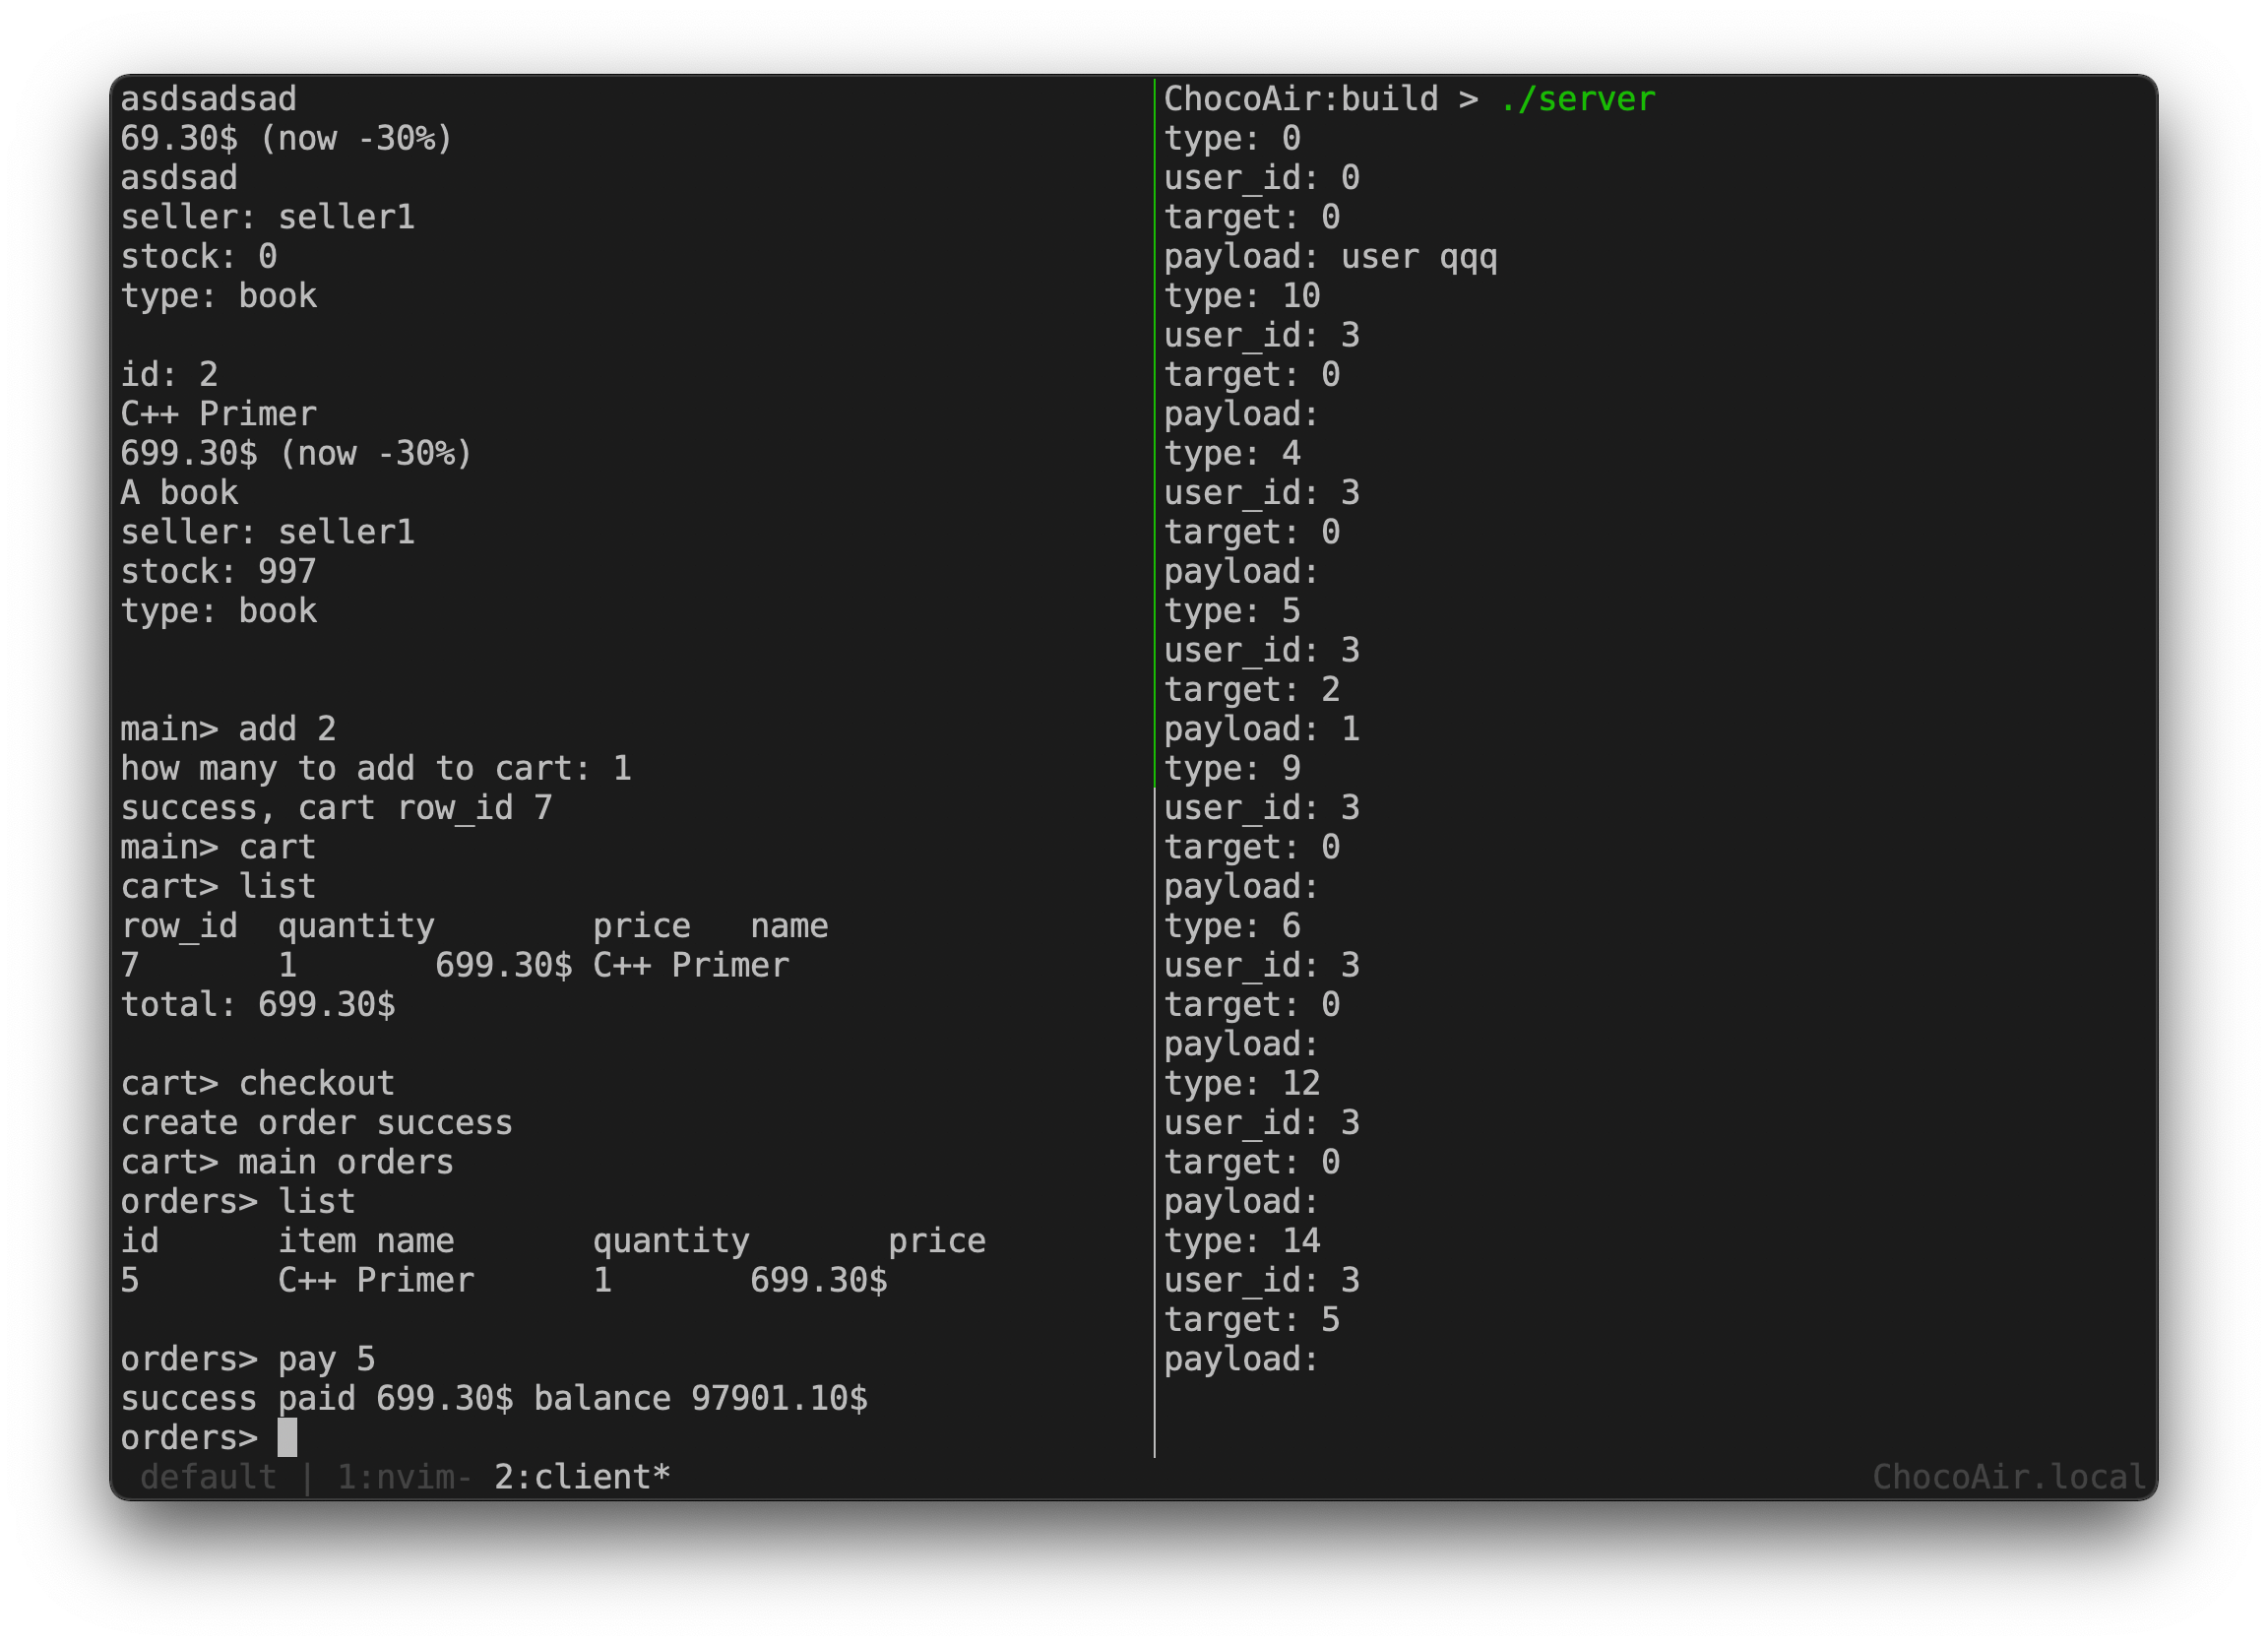 asdsadsad
69.30$ (now -30%)
asdsad
seller: seller1
stock: 0
type: book
id: 2
C++ Primer
699.30$ (now -30%)
A book
seller: seller1
stock: 997
type: book
main> add 2
how many to add to cart: 1
success, cart row_id 7
main> cart
cart> list
row_id  quantity        price   name
7       1       699.30$ C++ Primer
total: 699.30$
cart> checkout
create order success
cart> main orders
orders> list
id      item name       quantity       price
5       C++ Primer      1       699.30$
orders> pay 5
success paid 699.30$ balance 97901.10$
orders>
ChocoAir:build > ./server
type: 0
user_id: 0
target: 0
payload: user qqq
type: 10
user_id: 3
target: 0
payload:
type: 4
user_id: 3
target: 0
payload:
type: 5
user_id: 3
target: 2
payload: 1
type: 9
user_id: 3
target: 0
payload:
type: 6
user_id: 3
target: 0
payload:
type: 12
user_id: 3
target: 0
payload:
type: 14
user_id: 3
target: 5
payload:
default | 1:nvim- 2:client*
ChocoAir.local